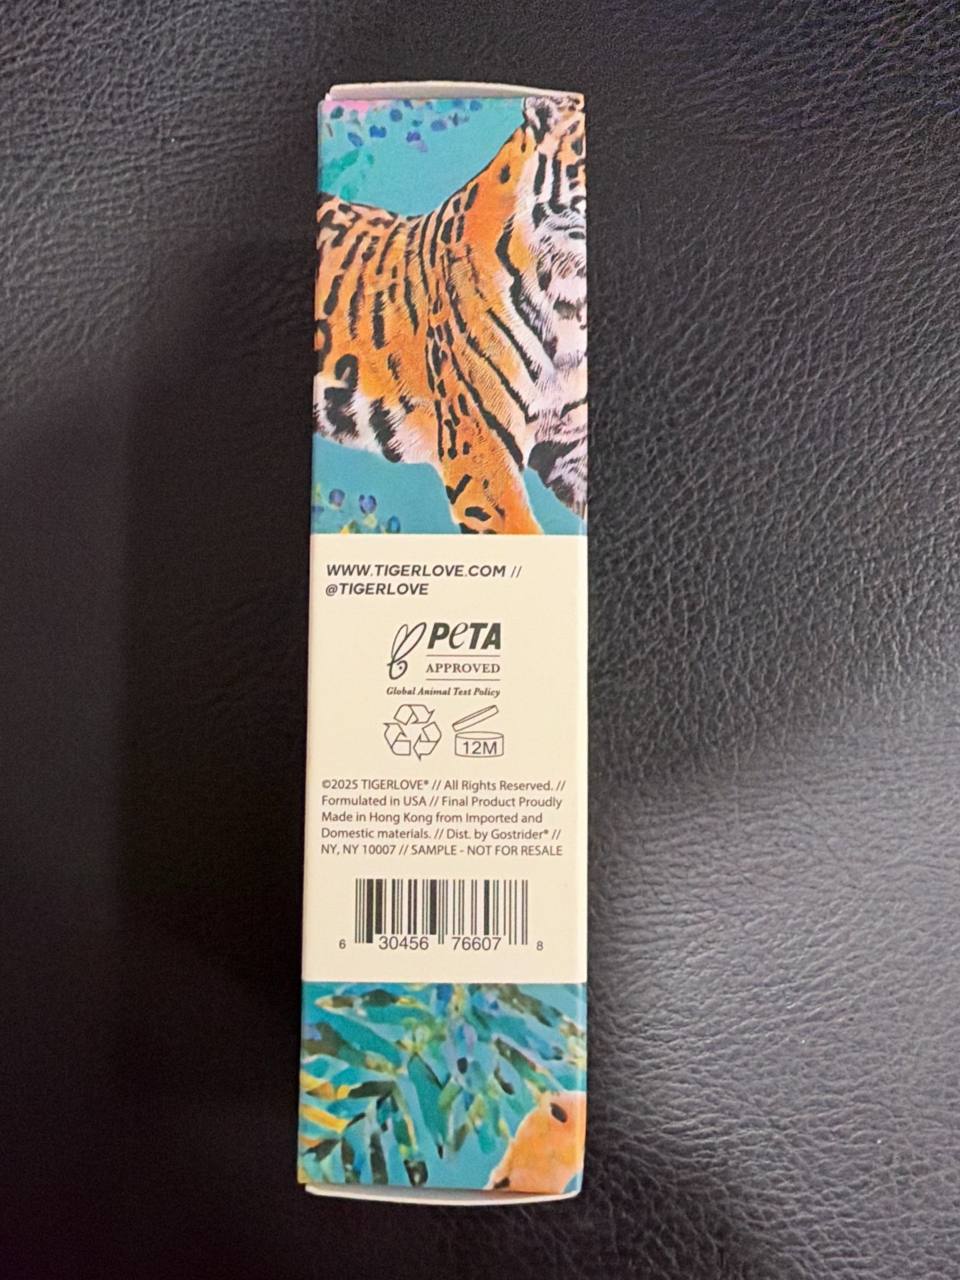 WWW.TIGERLOVE.COM //
@TIGERLOVE
PETA
APPROVED
Global Animal Test Policy
12M
©2025 TIGERLOVE® // All Rights Reserved. //
Formulated in USA // Final Product Proudly
Made in Hong Kong from Imported and
Domestic materials. // Dist. by Gostrider® //
NY, NY 10007 // SAMPLE - NOT FOR RESALE
6 30456 76607 8